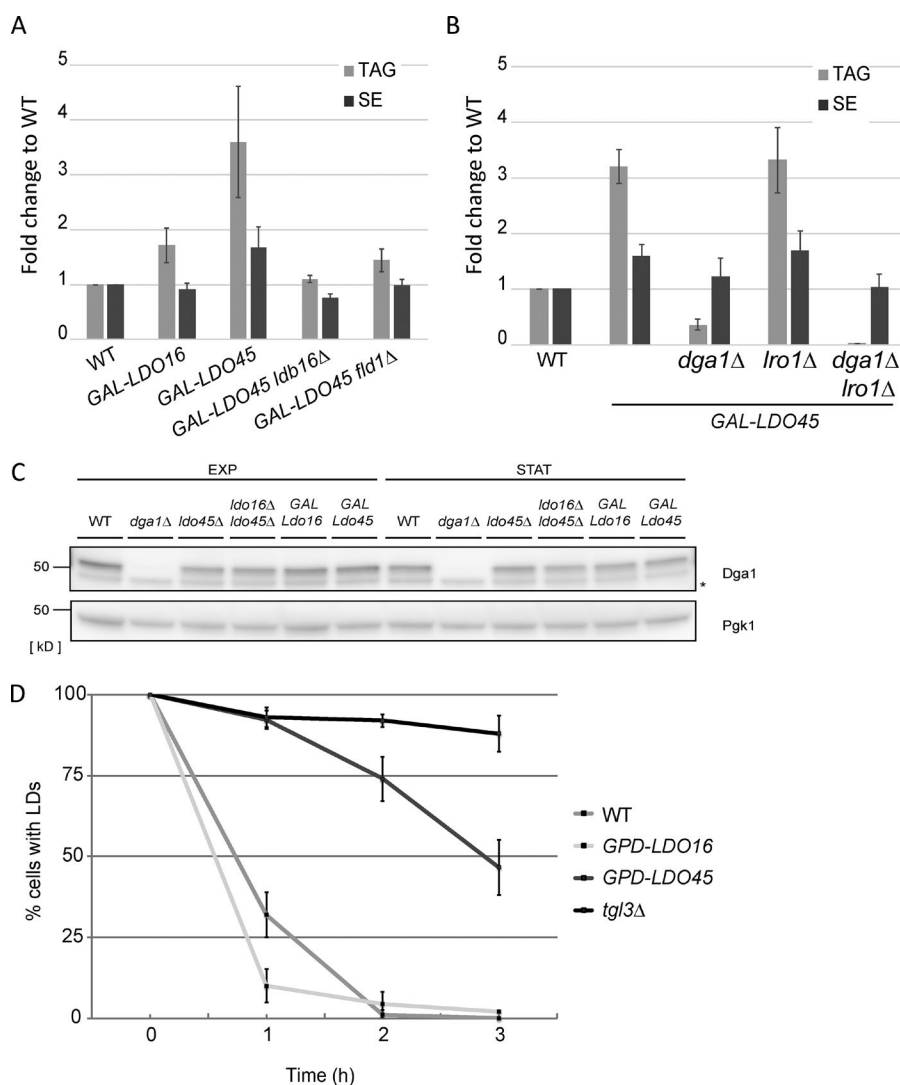 A
Fold change to WT
5
4
3
2
1
0
TAG
SE
WT
GAL-LDO16
GAL-LDO45
GAL-LDO45 ldb16Δ
GAL-LDO45 fld1Δ
B
Fold change to WT
5
4
3
2
1
0
TAG
SE
WT
dga1Δ
lro1Δ
dga1Δ
lro1Δ
GAL-LDO45
C
EXP
STAT
WT
dga1Δ
ldo45Δ
ldo16Δ
ldo45Δ
GAL
Ldo16
GAL
Ldo45
WT
dga1Δ
ldo45Δ
ldo16Δ
ldo45Δ
GAL
Ldo16
GAL
Ldo45
50
Dga1
*
50
Pgk1
[ kD ]
D
% cells with LDs
100
75
50
25
0
0 1 2 3
Time (h)
WT
GPD-LDO16
GPD-LDO45
tgl3Δ